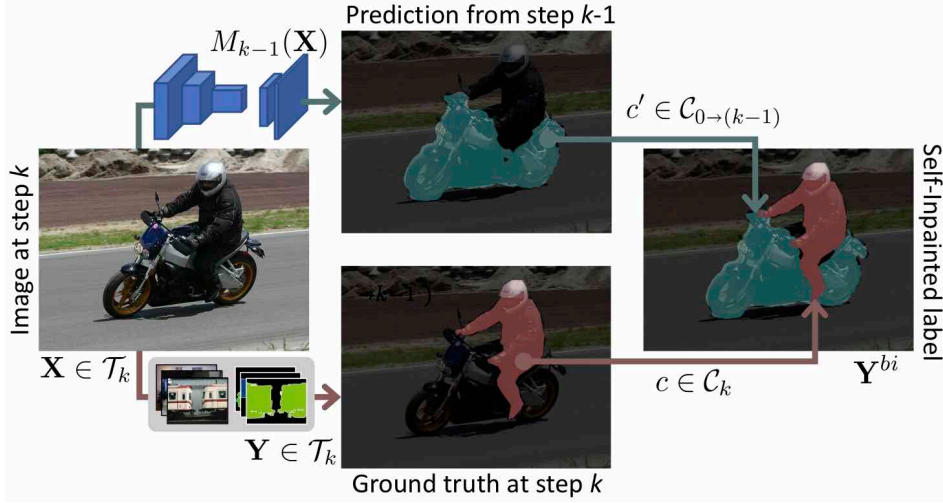 Prediction from step k-1
M_{k-1}(X)
c′ ∈ C_{0→(k−1)}
Image at step k
Self-Inpainted label
X ∈ T_k
Y ∈ T_k
c ∈ C_k
Y^{bi}
Ground truth at step k